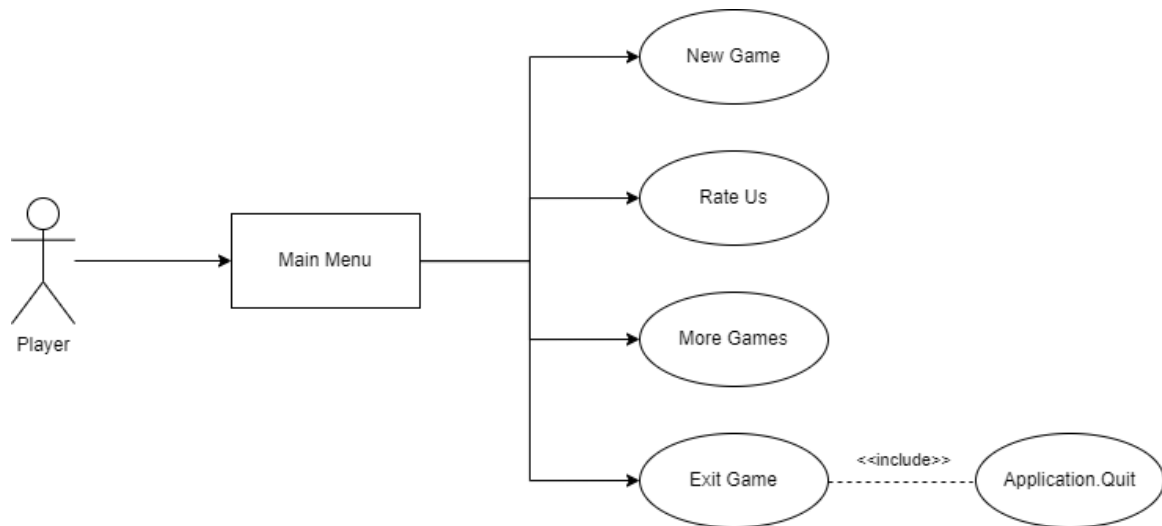 New Game
Rate Us
Main Menu
Player
More Games
Exit Game
<<include>>
Application.Quit